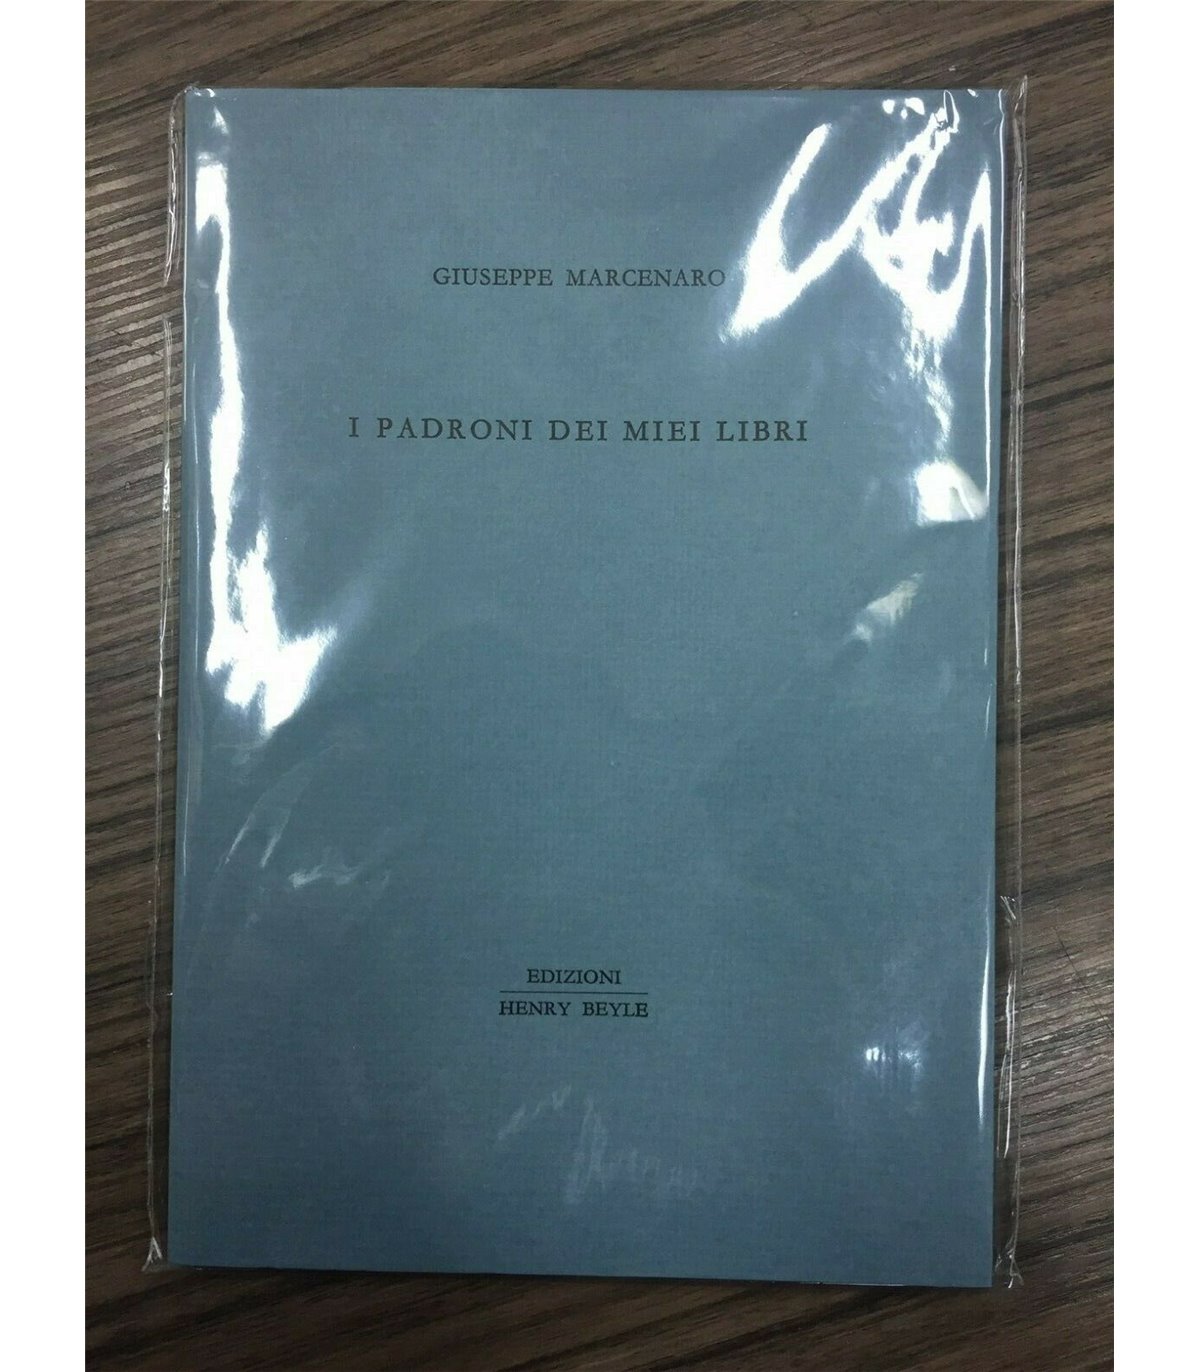 GIUSEPPE MARCENARO
I PADRONI DEI MIEI LIBRI
EDIZIONI
HENRY BEYLE